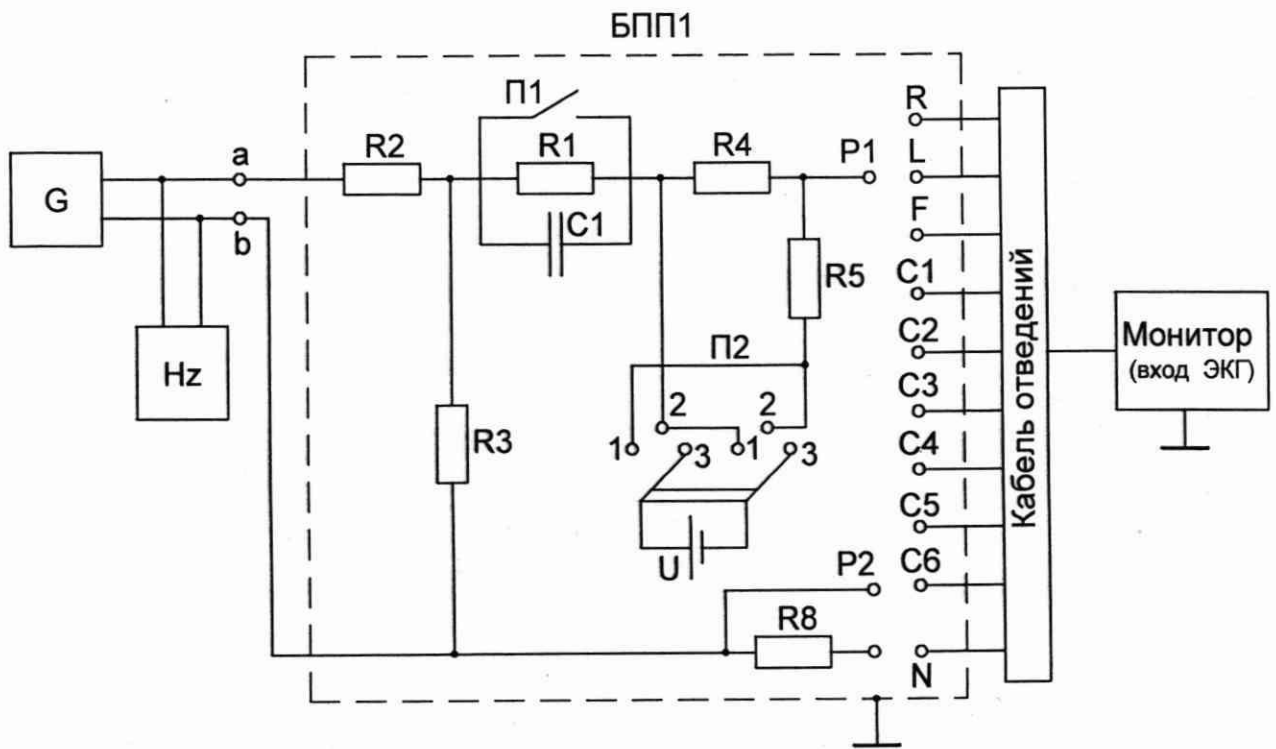 БПП1
П1
R
a
R2
R1
R4
P1
L
G
F
b
C1
R5
C1
П2
C2
Hz
2
2
C3
R3
1
3
1
3
C4
C5
U
P2
C6
R8
N
Кабель отведений
Монитор
(вход ЭКГ)